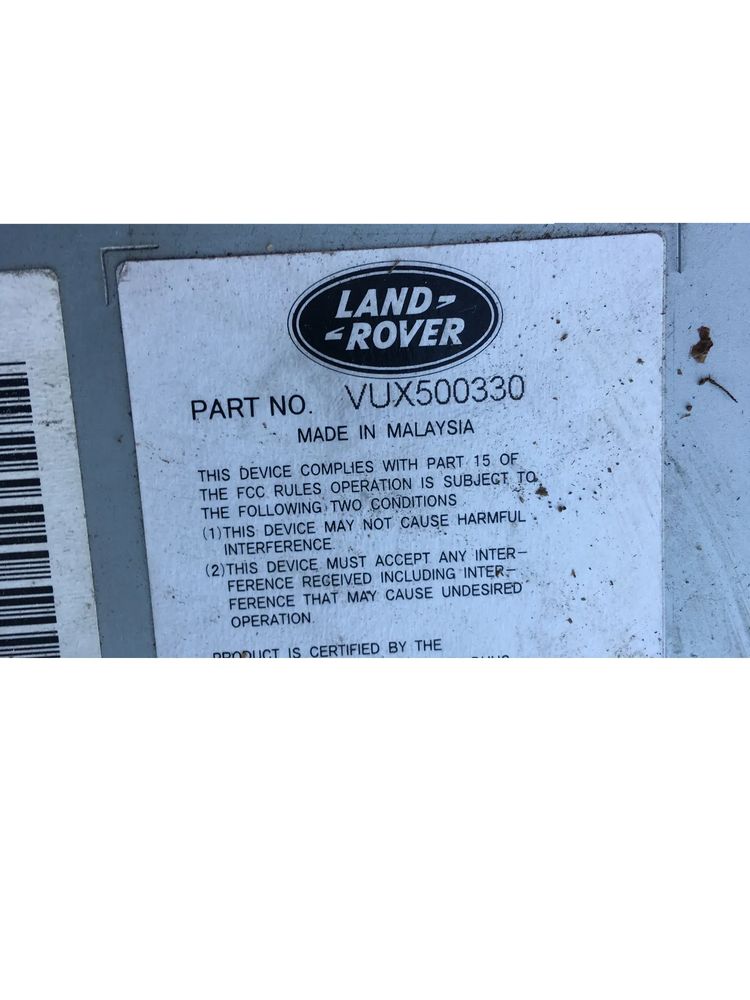 LAND-
-ROVER
PART NO. VUX500330
MADE IN MALAYSIA
THIS DEVICE COMPLIES WITH PART 15 OF
THE FCC RULES OPERATION IS SUBJECT TO
THE FOLLOWING TWO CONDITIONS
(1)THIS DEVICE MAY NOT CAUSE HARMFUL
INTERFERENCE.
(2)THIS DEVICE MUST ACCEPT ANY INTER-
FERENCE RECEIVED INCLUDING INTER-
FERENCE THAT MAY CAUSE UNDESIRED
OPERATION
PRODUCT IS CERTIFIED BY THE